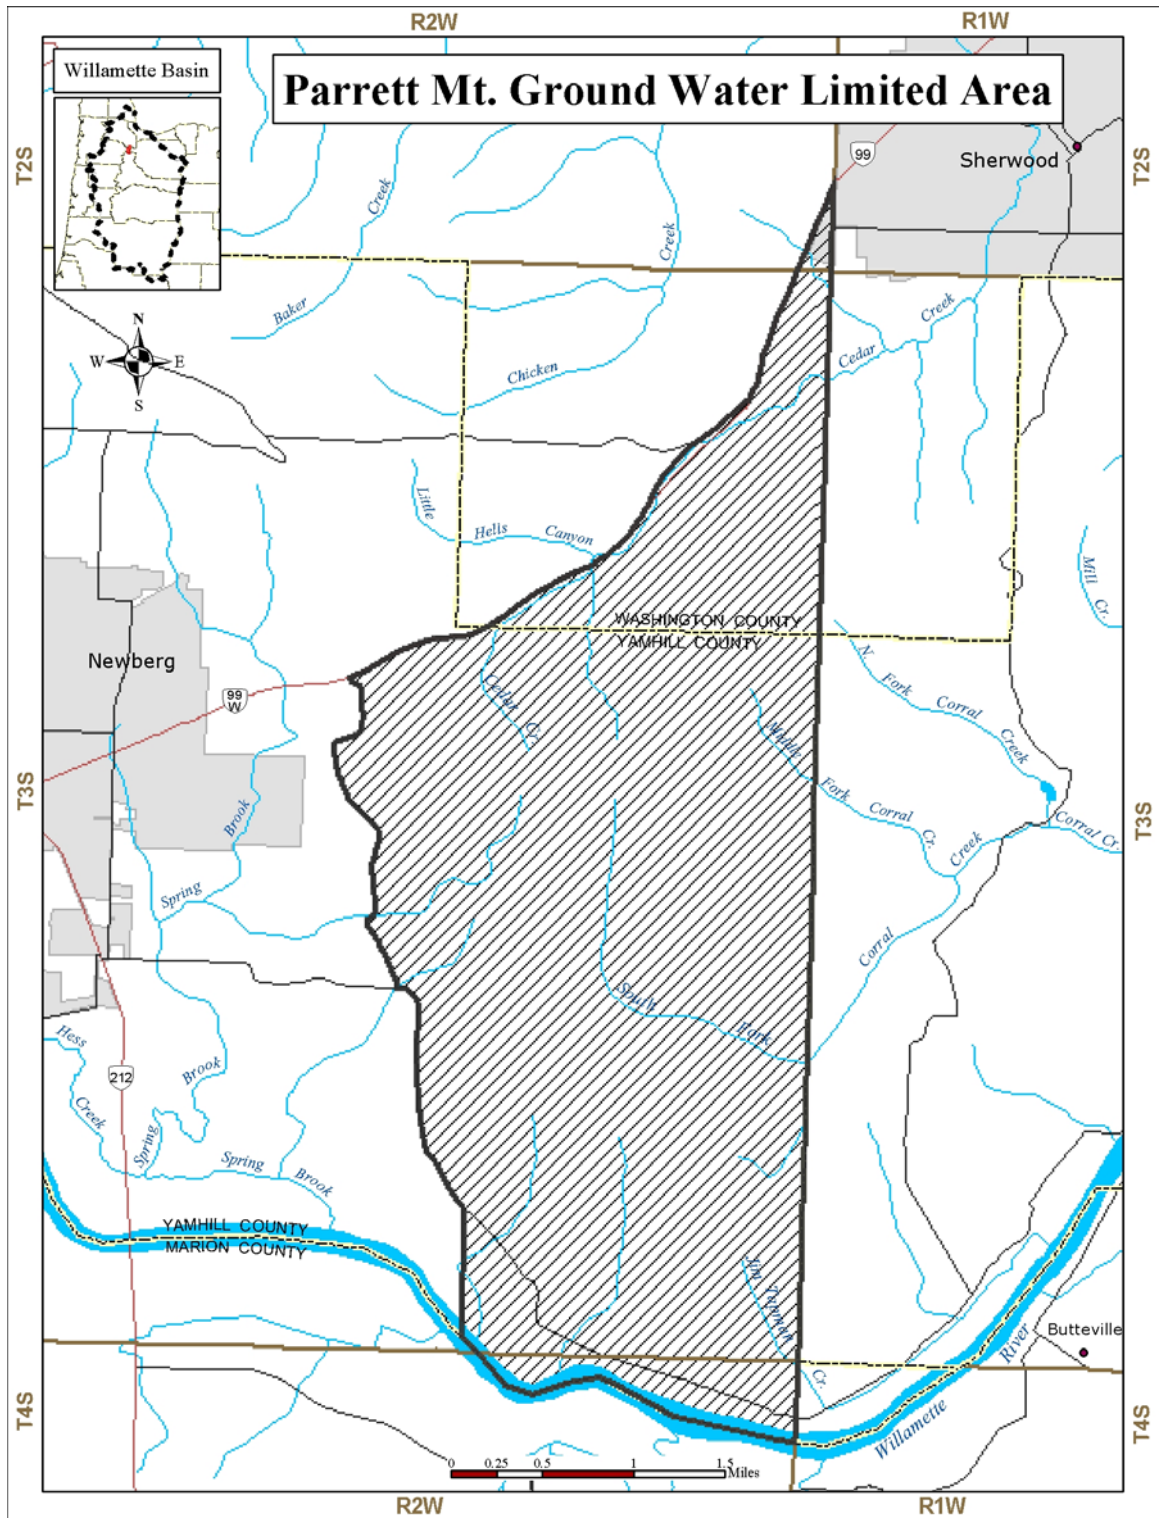 R2W
R1W
Willamette Basin
Parrett Mt. Ground Water Limited Area
T2S
T2S
99
Sherwood
Creek
Creek
Baker
Creek
Cedar
Chicken
N
W
E
S
Little
Hells
Canyon
Mill Cr.
WASHINGTON COUNTY
YAMHILL COUNTY
Newberg
99
W
N.
Fork
Corral
Creek
Cedar Cr.
Middle
Fork
Corral
Cr.
Creek
Corral Cr.
T3S
T3S
Brook
Spring
Corral
South
Fork
Hess
Creek
212
Brook
Spring
Spring
Brook
YAMHILL COUNTY
MARION COUNTY
Jim Tapman
Cr.
Butteville
River
Willamette
T4S
T4S
0 0.25 0.5 1 1.5
Miles
R2W
R1W